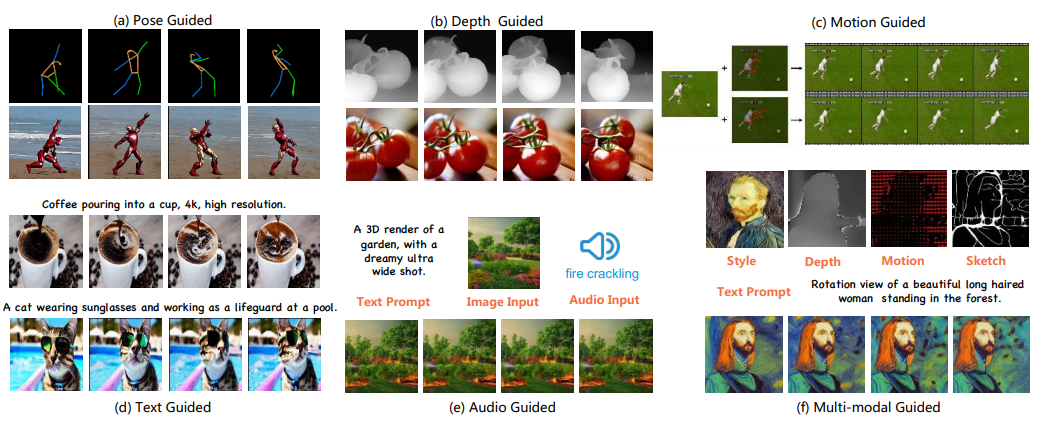 (a) Pose Guided
(b) Depth Guided
(c) Motion Guided
+
+
Coffee pouring into a cup, 4k, high resolution.
A cat wearing sunglasses and working as a lifeguard at a pool.
(d) Text Guided
A 3D render of a
garden, with a
dreamy ultra
wide shot.
fire crackling
Text Prompt
Image Input
Audio Input
(e) Audio Guided
Style
Depth
Motion
Sketch
Text Prompt
Rotation view of a beautiful long haired
woman standing in the forest.
(f) Multi-modal Guided